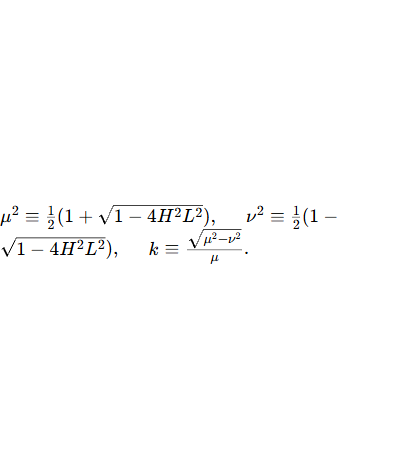 μ² ≡ ½(1 + √(1 − 4H²L²)),  ν² ≡ ½(1 −
√(1 − 4H²L²)),  k ≡ √(μ²−ν²)/μ.